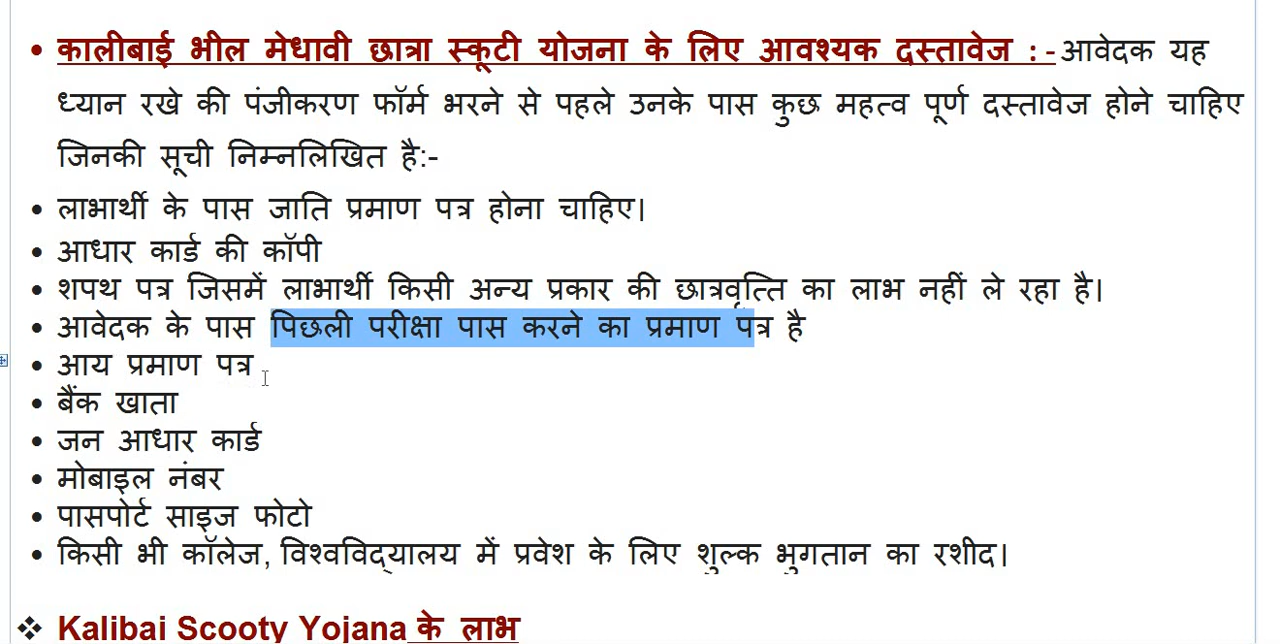 • कालीबाई भील मेधावी छात्रा स्कूटी योजना के लिए आवश्यक दस्तावेज : - आवेदक यह
ध्यान रखे की पंजीकरण फॉर्म भरने से पहले उनके पास कुछ महत्व पूर्ण दस्तावेज होने चाहिए
जिनकी सूची निम्नलिखित है:-
• लाभार्थी के पास जाति प्रमाण पत्र होना चाहिए।
• आधार कार्ड की कॉपी
• शपथ पत्र जिसमें लाभार्थी किसी अन्य प्रकार की छात्रवृत्ति का लाभ नहीं ले रहा है।
• आवेदक के पास पिछली परीक्षा पास करने का प्रमाण पत्र है
• आय प्रमाण पत्र
• बैंक खाता
• जन आधार कार्ड
• मोबाइल नंबर
• पासपोर्ट साइज फोटो
• किसी भी कॉलेज, विश्वविद्यालय में प्रवेश के लिए शुल्क भुगतान का रशीद।
❖ Kalibai Scooty Yojana के लाभ